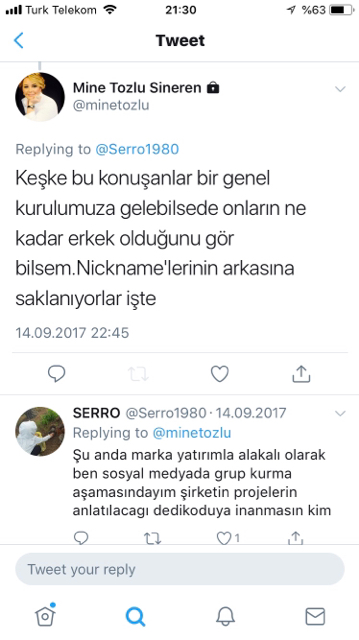 Turk Telekom 21:30 %63
Tweet
Mine Tozlu Sineren
@minetozlu
Replying to @Serro1980
Keşke bu konuşanlar bir genel
kurulumuza gelebilsede onların ne
kadar erkek olduğunu gör
bilsem.Nickname'lerinin arkasına
saklanıyorlar işte
14.09.2017 22:45
SERRO @Serro1980 · 14.09.2017
Replying to @minetozlu
Şu anda marka yatırımla alakalı olarak
ben sosyal medyada grup kurma
aşamasındayım şirketin projelerin
anlatılacagı dedikoduya inanmasın kim
1
Tweet your reply